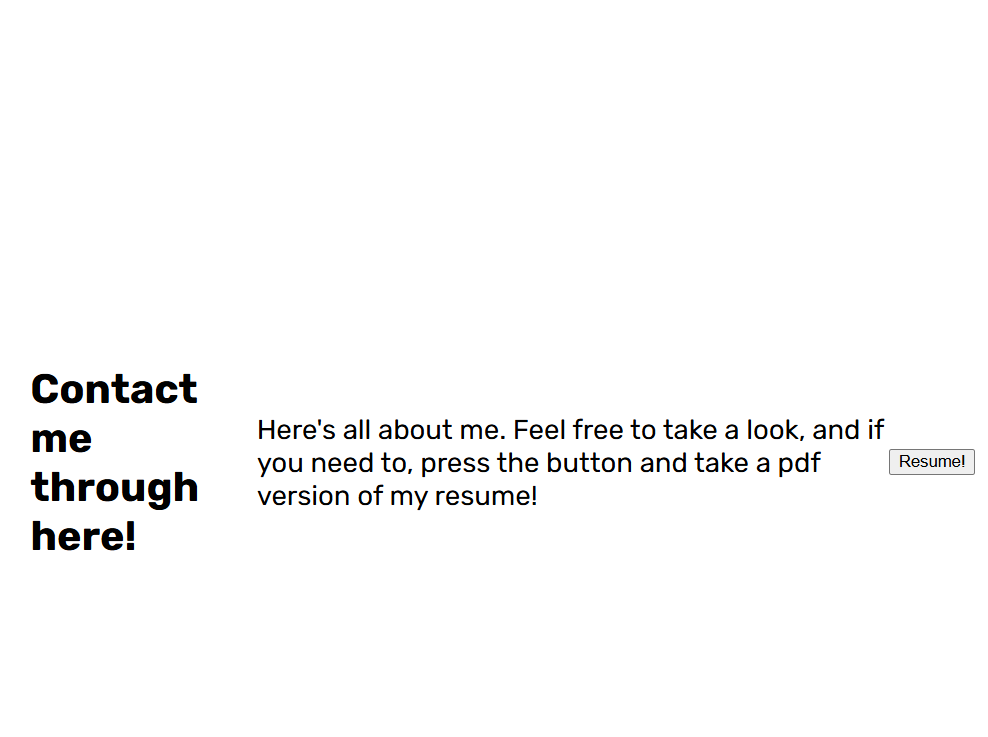 Contact
me
through
here!
Here's all about me. Feel free to take a look, and if
you need to, press the button and take a pdf
version of my resume!
Resume!